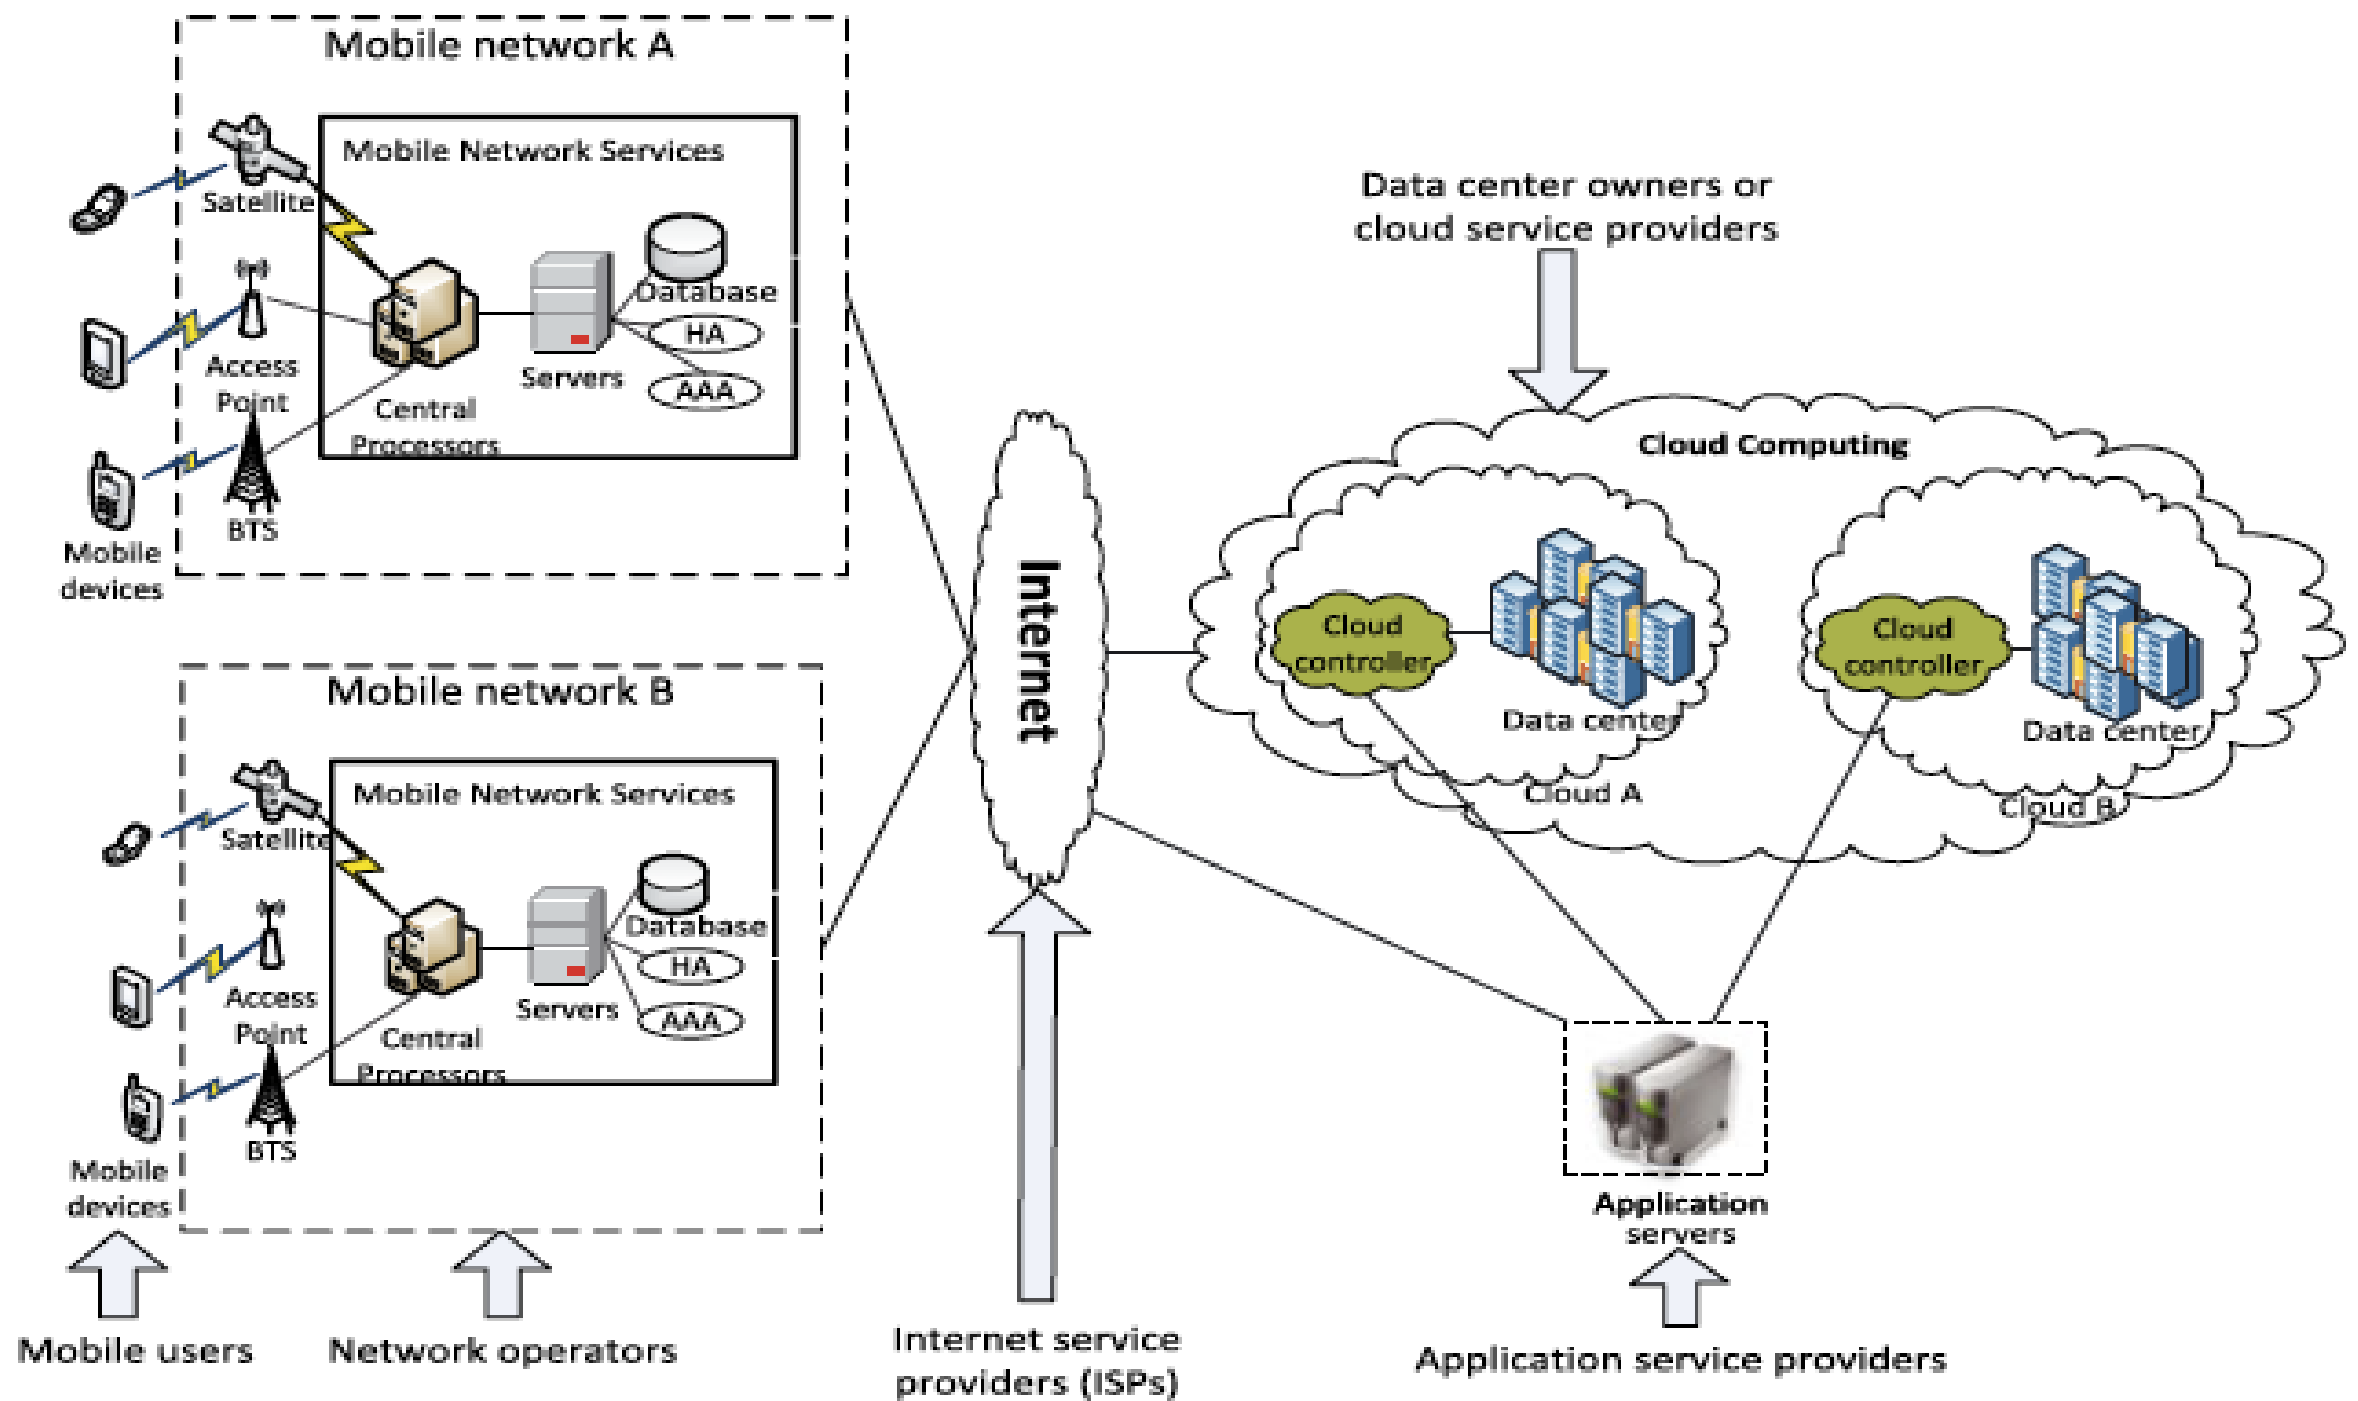 Mobile network A
Mobile Network Services
Satellite
Database
HA
Access
Point
Servers
AAA
Central
Processors
BTS
Mobile
devices
Mobile network B
Mobile Network Services
Satellite
Database
HA
Access
Point
Servers
AAA
Central
Processors
BTS
Mobile
devices
Mobile users
Network operators
Internet
Internet service
providers (ISPs)
Data center owners or
cloud service providers
Cloud Computing
Cloud
controller
Data center
Cloud A
Cloud
controller
Data center
Cloud B
Application
servers
Application service providers